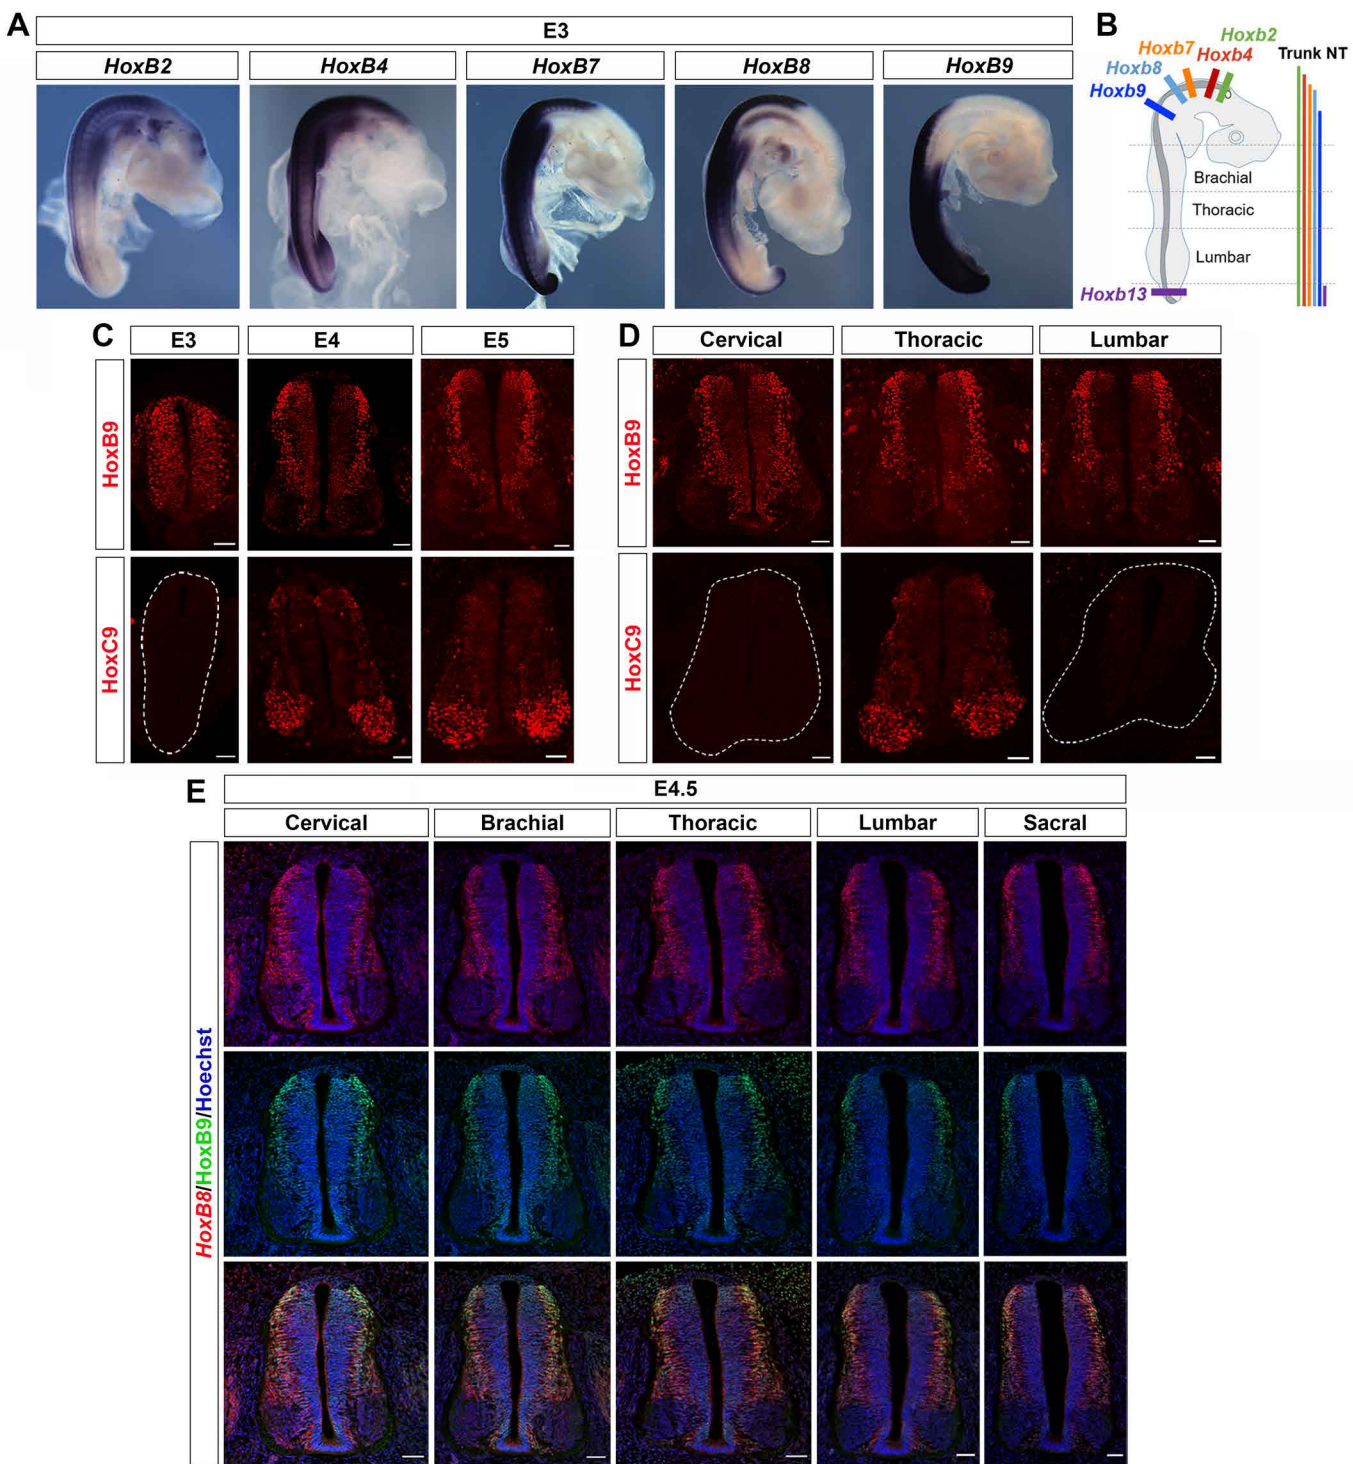 A
E3
HoxB2
HoxB4
HoxB7
HoxB8
HoxB9
B
Hoxb2
Hoxb7
Hoxb4
Trunk NT
Hoxb8
Hoxb9
Brachial
Thoracic
Lumbar
Hoxb13
C
E3
E4
E5
HoxB9
HoxC9
D
Cervical
Thoracic
Lumbar
HoxB9
HoxC9
E
E4.5
Cervical
Brachial
Thoracic
Lumbar
Sacral
HoxB8/HoxB9/Hoechst